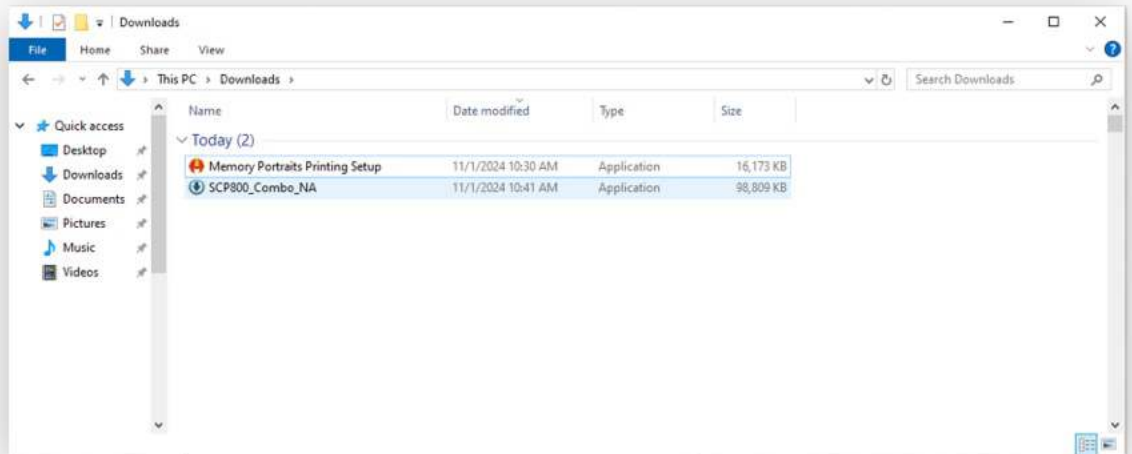 Downloads
File Home Share View
This PC > Downloads >
Search Downloads
Name Date modified Type Size
Quick access
Today (2)
Desktop
Memory Portraits Printing Setup 11/1/2024 10:30 AM Application 16,173 KB
Downloads
SCP800_Combo_NA 11/1/2024 10:41 AM Application 98,809 KB
Documents
Pictures
Music
Videos